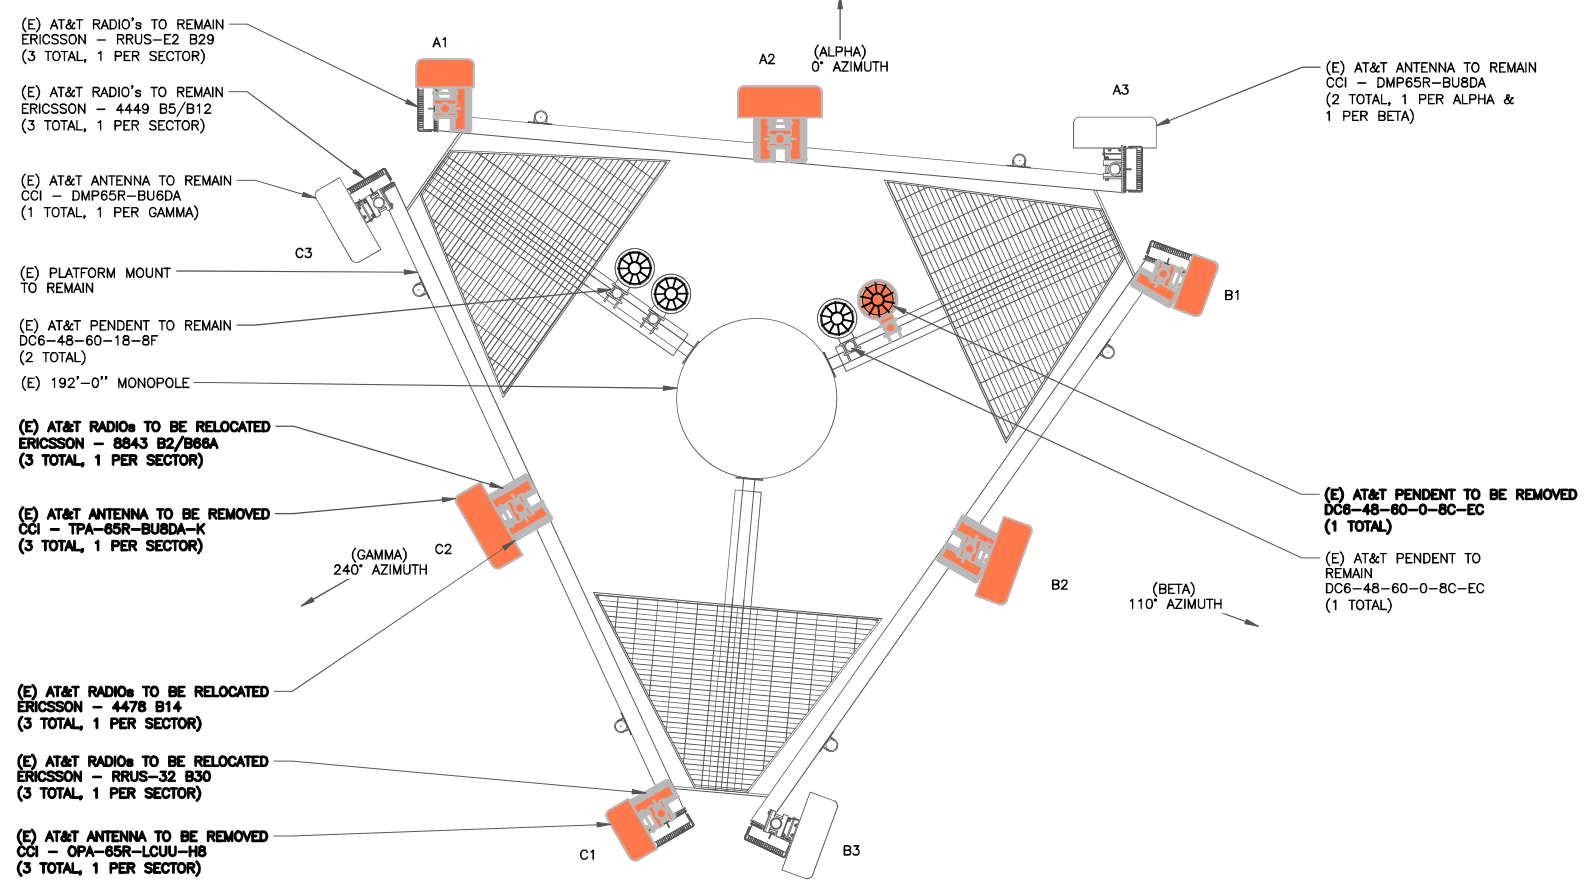 (E) AT&T RADIO's TO REMAIN
ERICSSON - RRUS-E2 B29
(3 TOTAL, 1 PER SECTOR)
(E) AT&T RADIO's TO REMAIN
ERICSSON - 4449 B5/B12
(3 TOTAL, 1 PER SECTOR)
(E) AT&T ANTENNA TO REMAIN
CCI - DMP65R-BU6DA
(1 TOTAL, 1 PER GAMMA)
(E) PLATFORM MOUNT
TO REMAIN
(E) AT&T PENDENT TO REMAIN
DC6-48-60-18-8F
(2 TOTAL)
(E) 192'-0" MONOPOLE
(E) AT&T RADIOs TO BE RELOCATED
ERICSSON - 8843 B2/B66A
(3 TOTAL, 1 PER SECTOR)
(E) AT&T ANTENNA TO BE REMOVED
CCI - TPA-65R-BU8DA-K
(3 TOTAL, 1 PER SECTOR)
(E) AT&T RADIOs TO BE RELOCATED
ERICSSON - 4478 B14
(3 TOTAL, 1 PER SECTOR)
(E) AT&T RADIOs TO BE RELOCATED
ERICSSON - RRUS-32 B30
(3 TOTAL, 1 PER SECTOR)
(E) AT&T ANTENNA TO BE REMOVED
CCI - OPA-65R-LCUU-H8
(3 TOTAL, 1 PER SECTOR)
A1
A2
(ALPHA)
0° AZIMUTH
A3
C3
B1
C2
(GAMMA)
240° AZIMUTH
B2
(BETA)
110° AZIMUTH
C1
B3
(E) AT&T ANTENNA TO REMAIN
CCI - DMP65R-BU8DA
(2 TOTAL, 1 PER ALPHA &
1 PER BETA)
(E) AT&T PENDENT TO BE REMOVED
DC6-48-60-0-8C-EC
(1 TOTAL)
(E) AT&T PENDENT TO
REMAIN
DC6-48-60-0-8C-EC
(1 TOTAL)